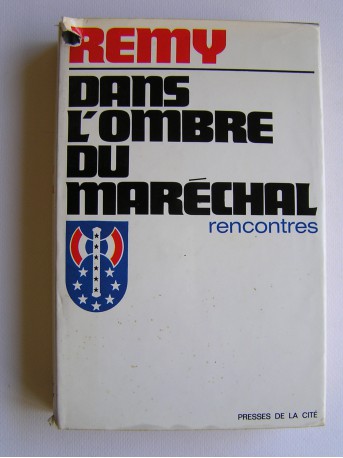 REMY
DANS
L'OMBRE
DU
MARÉCHAL
rencontres
PRESSES DE LA CITÉ